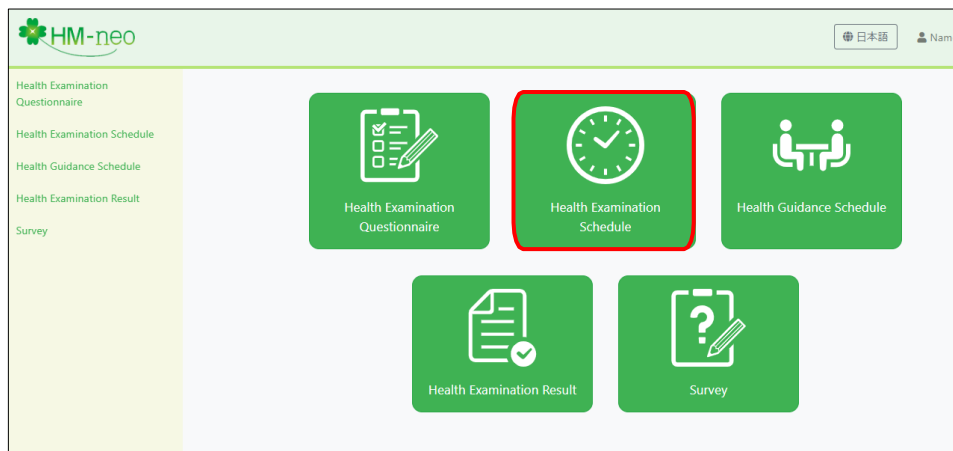 HM-neo
日本語
Nam
Health Examination
Questionnaire
Health Examination Schedule
Health Guidance Schedule
Health Examination Result
Survey
Health Examination
Questionnaire
Health Examination
Schedule
Health Guidance Schedule
Health Examination Result
?
Survey